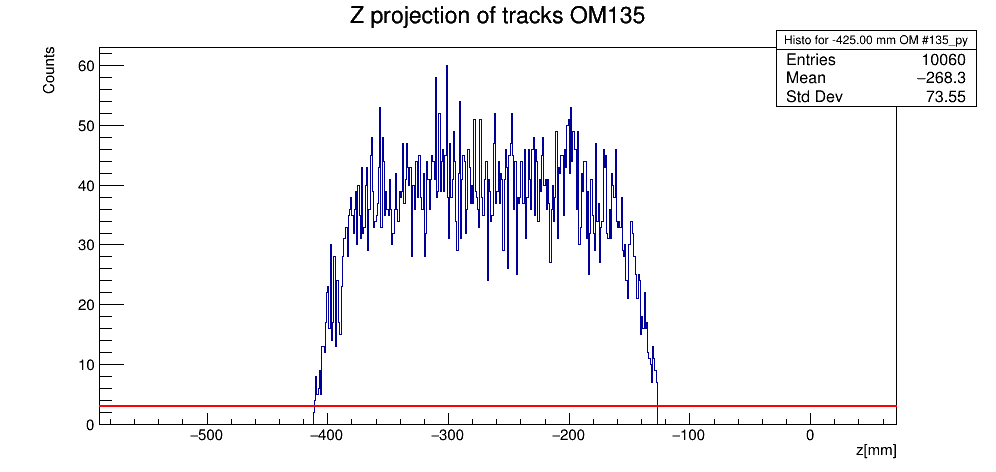 Z projection of tracks OM135
Histo for -425.00 mm OM #135_py
Entries 10060
Mean −268.3
Std Dev 73.55
Counts
60
50
40
30
20
10
0
−500 −400 −300 −200 −100 0
z[mm]